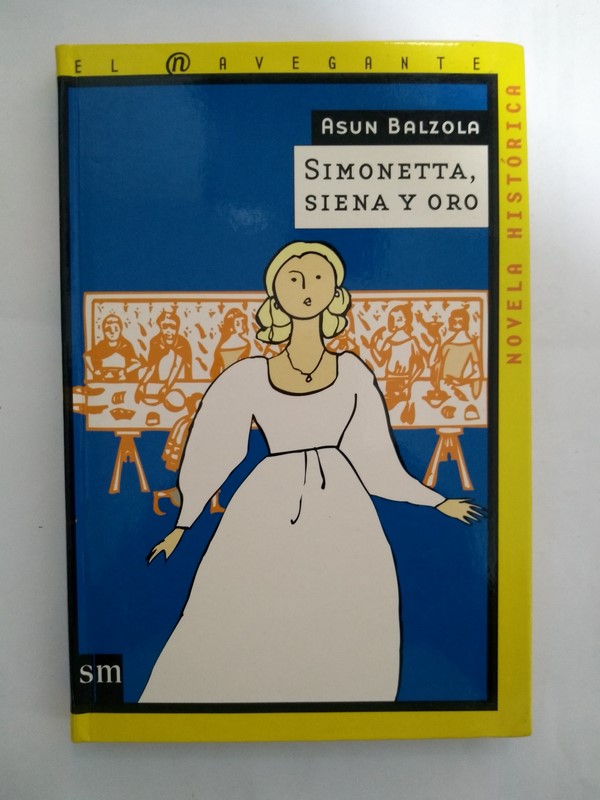 EL NAVEGANTE
ASUN BALZOLA
SIMONETTA,
SIENA Y ORO
NOVELA HISTÓRICA
sm